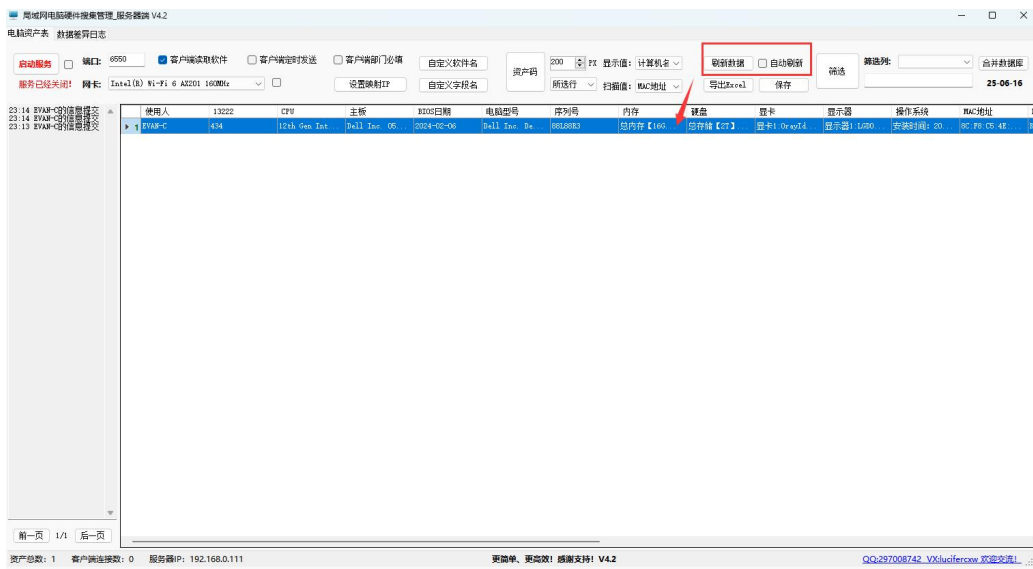 局域网电脑硬件搜集管理_服务器端 V4.2
电脑资产表 数据差异日志
启动服务 端口: 6550 客户端读取软件 客户端定时发送 客户端部门必填 自定义软件名 资产码 200 PX 显示值: 计算机名 刷新数据 自动刷新 筛选 筛选列: 合并数据库
服务已经关闭! 网卡: Intel(R) Wi-Fi 6 AX201 160MHz 设置映射IP 自定义字段名 所选行 扫描值: MAC地址 导出Excel 保存 25-06-16
23:14 EVAN-C的信息提交
23:14 EVAN-C的信息提交
23:13 EVAN-C的信息提交
使用人 13222 CPU 主板 BIOS日期 电脑型号 序列号 内存 硬盘 显卡 显示器 操作系统 MAC地址
1 EVAN-C 434 12th Gen Int... Dell Inc. 05... 2024-02-06 Dell Inc. De... 88L88R3 总内存【16G... 总存储【2T】... 显卡1:OrayId... 显示器1:LGD0... 安装时间: 20... 8C:F8:C5:4E:...
前一页 1/1 后一页
资产总数: 1 客户端连接数: 0 服务器IP: 192.168.0.111 更简单、更高效! 感谢支持! V4.2 QQ:297008742 VX:lucifercxw 欢迎交流!